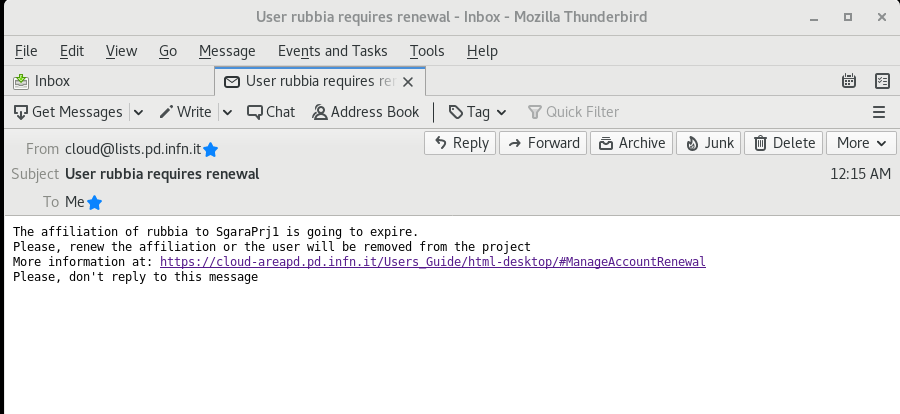 User rubbia requires renewal - Inbox - Mozilla Thunderbird
File Edit View Go Message Events and Tasks Tools Help
Inbox
User rubbia requires re
Get Messages Write Chat Address Book Tag Quick Filter
From cloud@lists.pd.infn.it
Reply Forward Archive Junk Delete More
Subject User rubbia requires renewal 12:15 AM
To Me
The affiliation of rubbia to SgaraPrj1 is going to expire.
Please, renew the affiliation or the user will be removed from the project
More information at: https://cloud-areapd.pd.infn.it/Users_Guide/html-desktop/#ManageAccountRenewal
Please, don't reply to this message